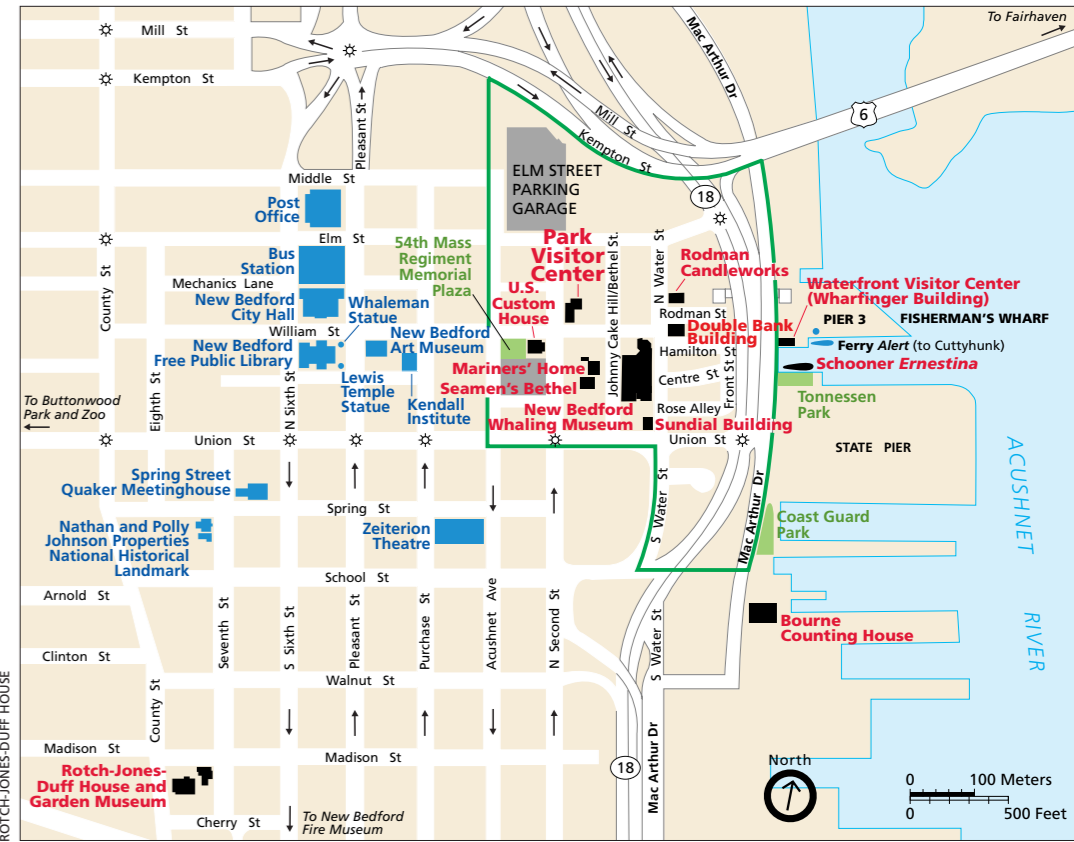 Mill St
Kempton St
Mac Arthur Dr
To Fairhaven
6
Pleasant St
Mill St
Kempton St
ELM STREET
PARKING
GARAGE
18
Middle St
Post
Office
Elm St
Bus
Station
Mechanics Lane
New Bedford
City Hall
William St
Whaleman
Statue
New Bedford
Free Public Library
New Bedford
Art Museum
Lewis
Temple
Statue
Kendall
Institute
54th Mass
Regiment
Memorial
Plaza
Park
Visitor
Center
U.S.
Custom
House
Johnny Cake Hill/Bethel St.
N Water St
Rodman
Candleworks
Rodman St
Double Bank
Building
Hamilton St
Centre St
Front St
Rose Alley
Mariners' Home
Seamen's Bethel
New Bedford
Whaling Museum
Sundial Building
Union St
Waterfront Visitor Center
(Wharfinger Building)
PIER 3
FISHERMAN'S WHARF
Ferry Alert (to Cuttyhunk)
Schooner Ernestina
Tonnessen
Park
STATE PIER
ACUSHNET
RIVER
County St
Eighth St
N Sixth St
To Buttonwood
Park and Zoo
Union St
Spring Street
Quaker Meetinghouse
Spring St
Nathan and Polly
Johnson Properties
National Historical
Landmark
Zeiterion
Theatre
S Water St
Mac Arthur Dr
Coast Guard
Park
School St
Arnold St
Seventh St
S Sixth St
Pleasant St
Purchase St
Acushnet Ave
N Second St
S Water St
Bourne
Counting House
Clinton St
Walnut St
County St
Madison St
Madison St
Rotch-Jones-
Duff House and
Garden Museum
Cherry St
To New Bedford
Fire Museum
18
Mac Arthur Dr
North
0 100 Meters
0 500 Feet
ROTCH-JONES-DUFF HOUSE